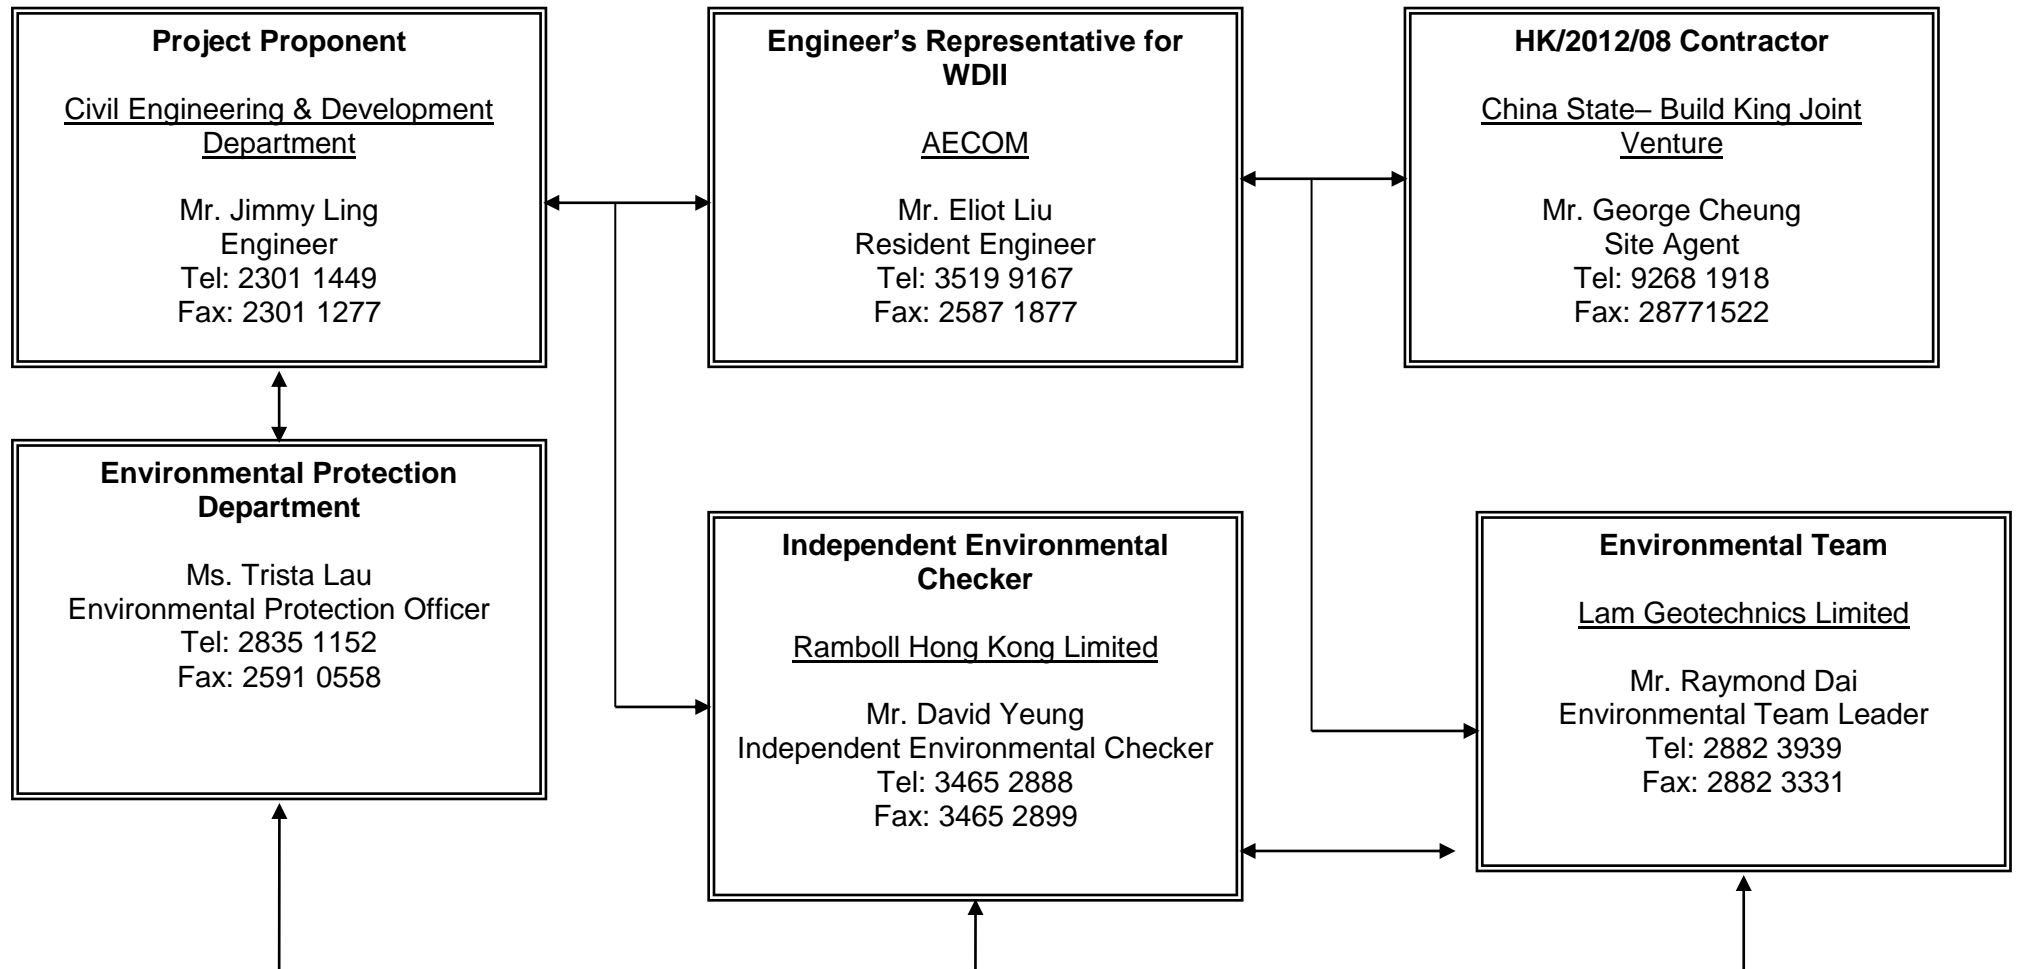 Project Proponent
Civil Engineering & Development
Department
Mr. Jimmy Ling
Engineer
Tel: 2301 1449
Fax: 2301 1277
Engineer’s Representative for
WDII
AECOM
Mr. Eliot Liu
Resident Engineer
Tel: 3519 9167
Fax: 2587 1877
HK/2012/08 Contractor
China State– Build King Joint
Venture
Mr. George Cheung
Site Agent
Tel: 9268 1918
Fax: 28771522
Environmental Protection
Department
Ms. Trista Lau
Environmental Protection Officer
Tel: 2835 1152
Fax: 2591 0558
Independent Environmental
Checker
Ramboll Hong Kong Limited
Mr. David Yeung
Independent Environmental Checker
Tel: 3465 2888
Fax: 3465 2899
Environmental Team
Lam Geotechnics Limited
Mr. Raymond Dai
Environmental Team Leader
Tel: 2882 3939
Fax: 2882 3331